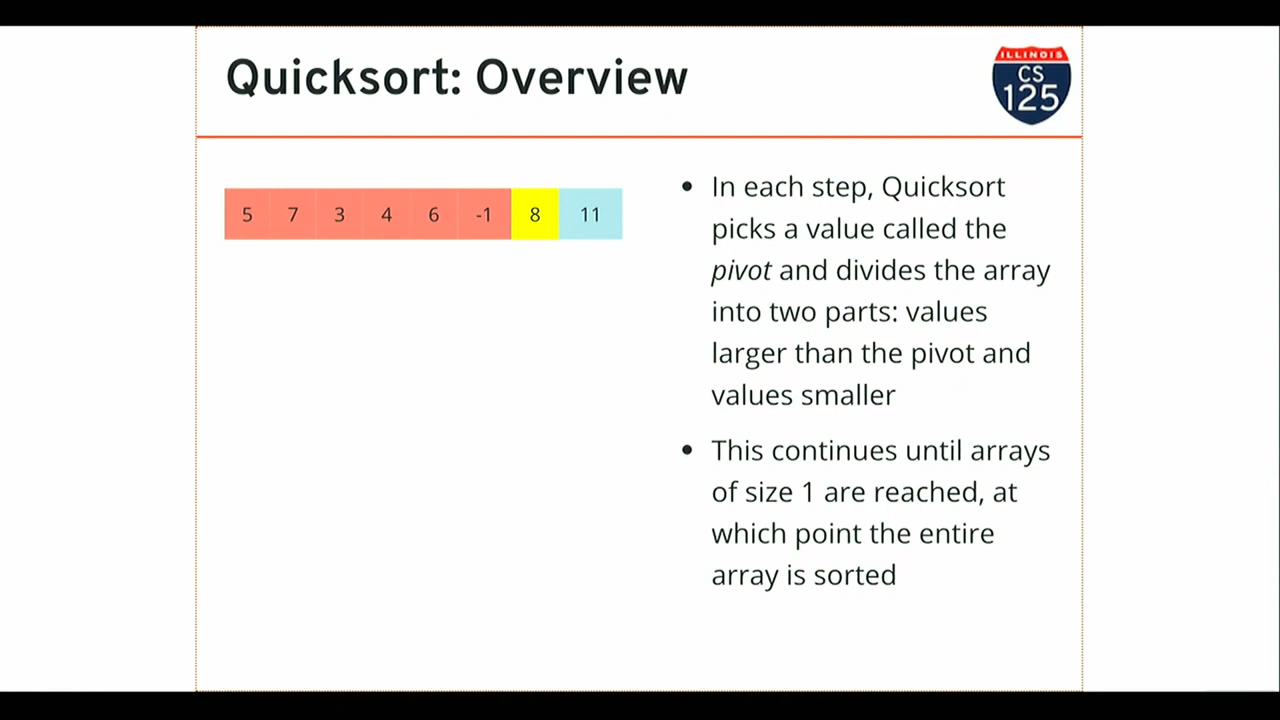 Quicksort: Overview
ILLINOIS
CS
125
5 7 3 4 6 -1 8 11
• In each step, Quicksort
picks a value called the
pivot and divides the array
into two parts: values
larger than the pivot and
values smaller
• This continues until arrays
of size 1 are reached, at
which point the entire
array is sorted